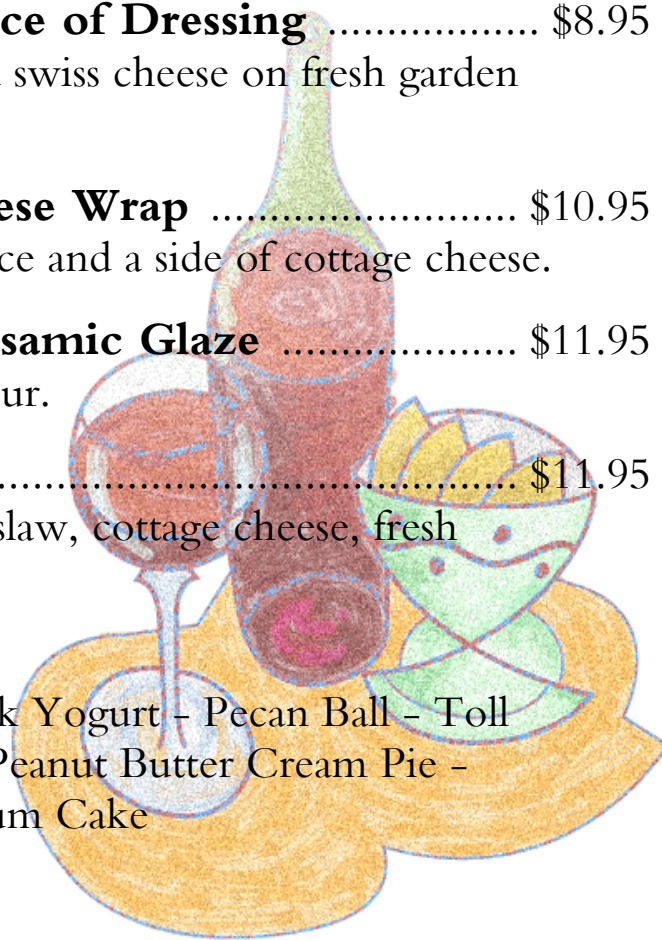 ce of Dressing .................. $8.95
swiss cheese on fresh garden
ese Wrap .......................... $10.95
ce and a side of cottage cheese.
samic Glaze .................... $11.95
ur.
............................................ $11.95
slaw, cottage cheese, fresh
k Yogurt - Pecan Ball - Toll
Peanut Butter Cream Pie -
um Cake